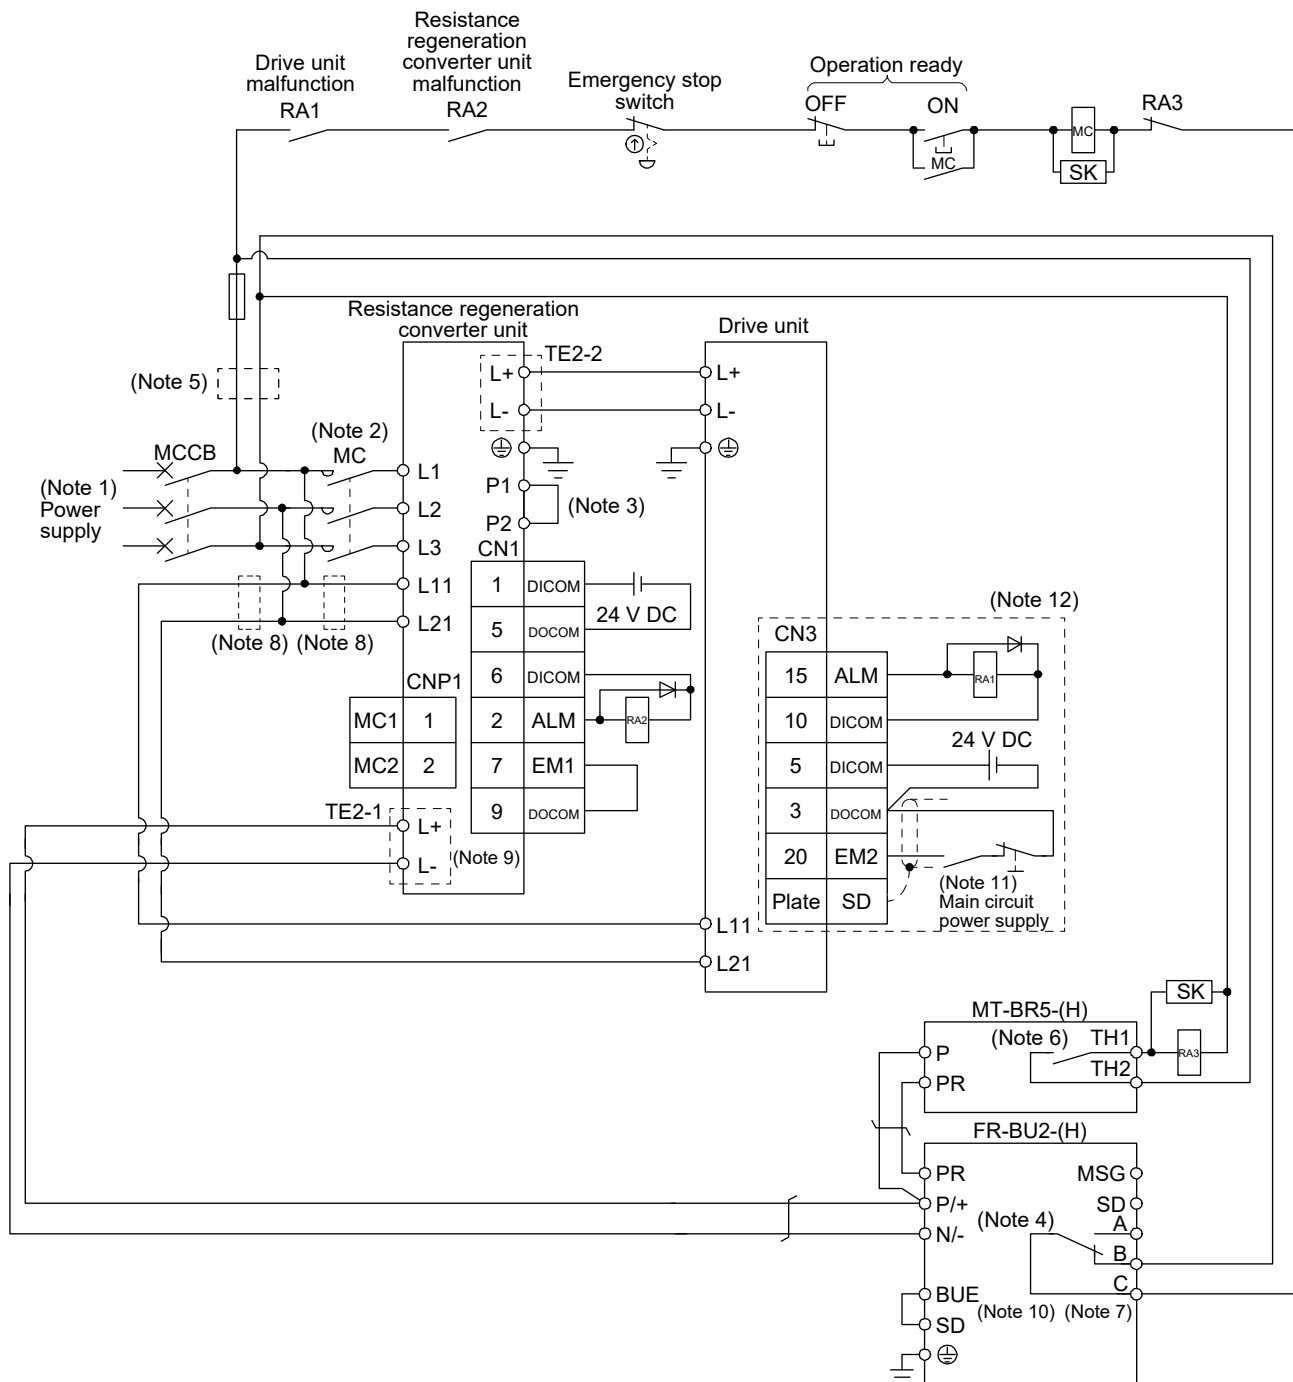 Resistance
regeneration
converter unit
malfunction
RA2
Drive unit
malfunction
RA1
Emergency stop
switch
Operation ready
OFF
ON
MC
MC
SK
RA3
Resistance regeneration
converter unit
Drive unit
TE2-2
L+
L-
L+
L-
(Note 5)
(Note 2)
MC
MCCB
(Note 1)
Power
supply
L1
L2
L3
L11
L21
P1
P2
(Note 3)
(Note 8)
(Note 8)
CN1
1 DICOM
5 DOCOM
6 DICOM
2 ALM
7 EM1
9 DOCOM
24 V DC
RA2
CNP1
MC1 1
MC2 2
TE2-1
L+
L-
(Note 9)
(Note 12)
CN3
15 ALM
10 DICOM
5 DICOM
3 DOCOM
20 EM2
Plate SD
RA1
24 V DC
(Note 11)
Main circuit
power supply
L11
L21
SK
MT-BR5-(H)
P
PR
(Note 6)
TH1
TH2
RA3
FR-BU2-(H)
PR
P/+
N/-
BUE
SD
MSG
SD
A
B
C
(Note 4)
(Note 10)
(Note 7)